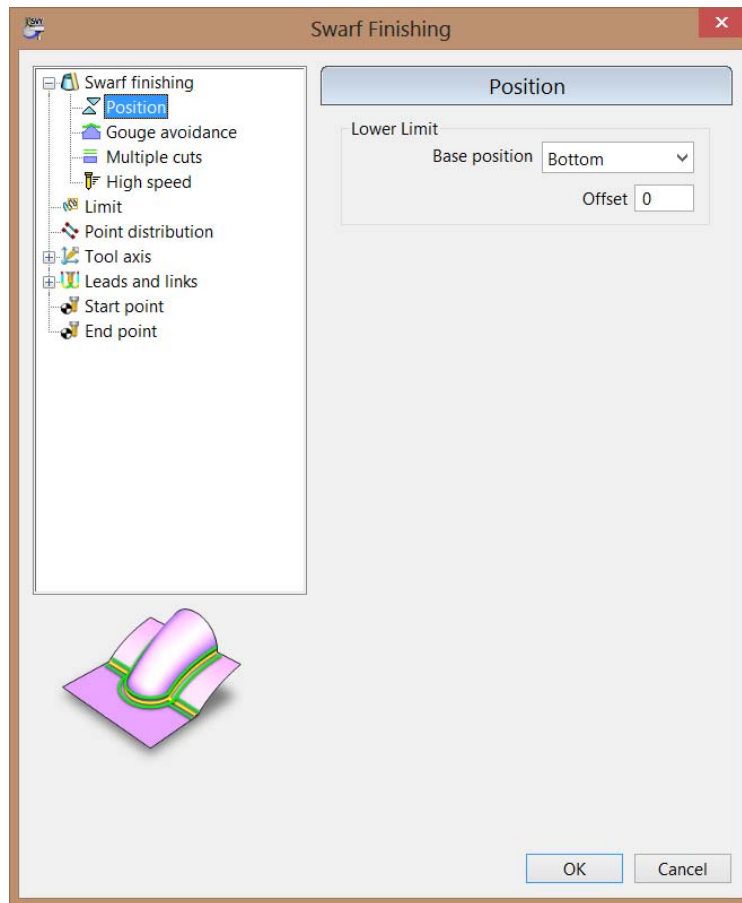 Swarf Finishing
Swarf finishing
Position
Gouge avoidance
Multiple cuts
High speed
Limit
Point distribution
Tool axis
Leads and links
Start point
End point
Position
Lower Limit
Base position Bottom
Offset 0
OK Cancel